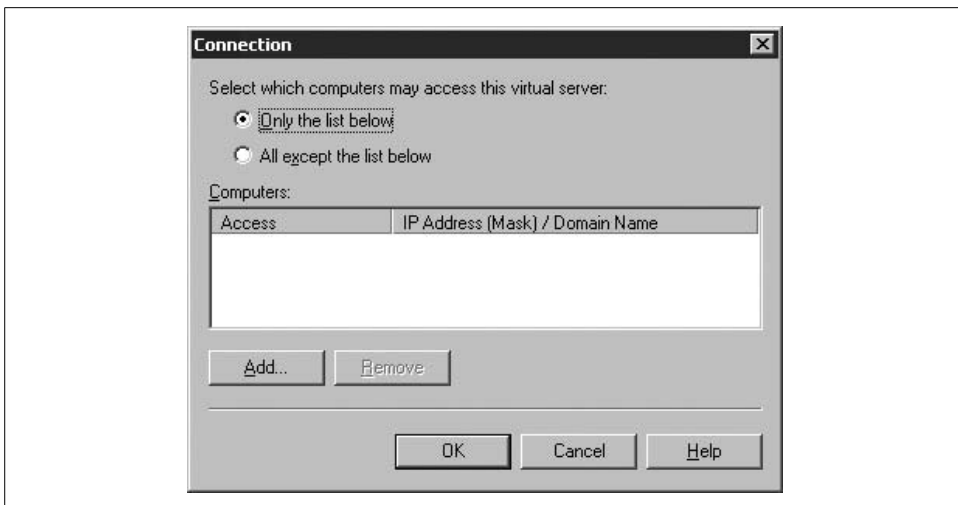 Connection
Select which computers may access this virtual server:
Only the list below
All except the list below
Computers:
Access IP Address (Mask) / Domain Name
Add... Remove
OK Cancel Help